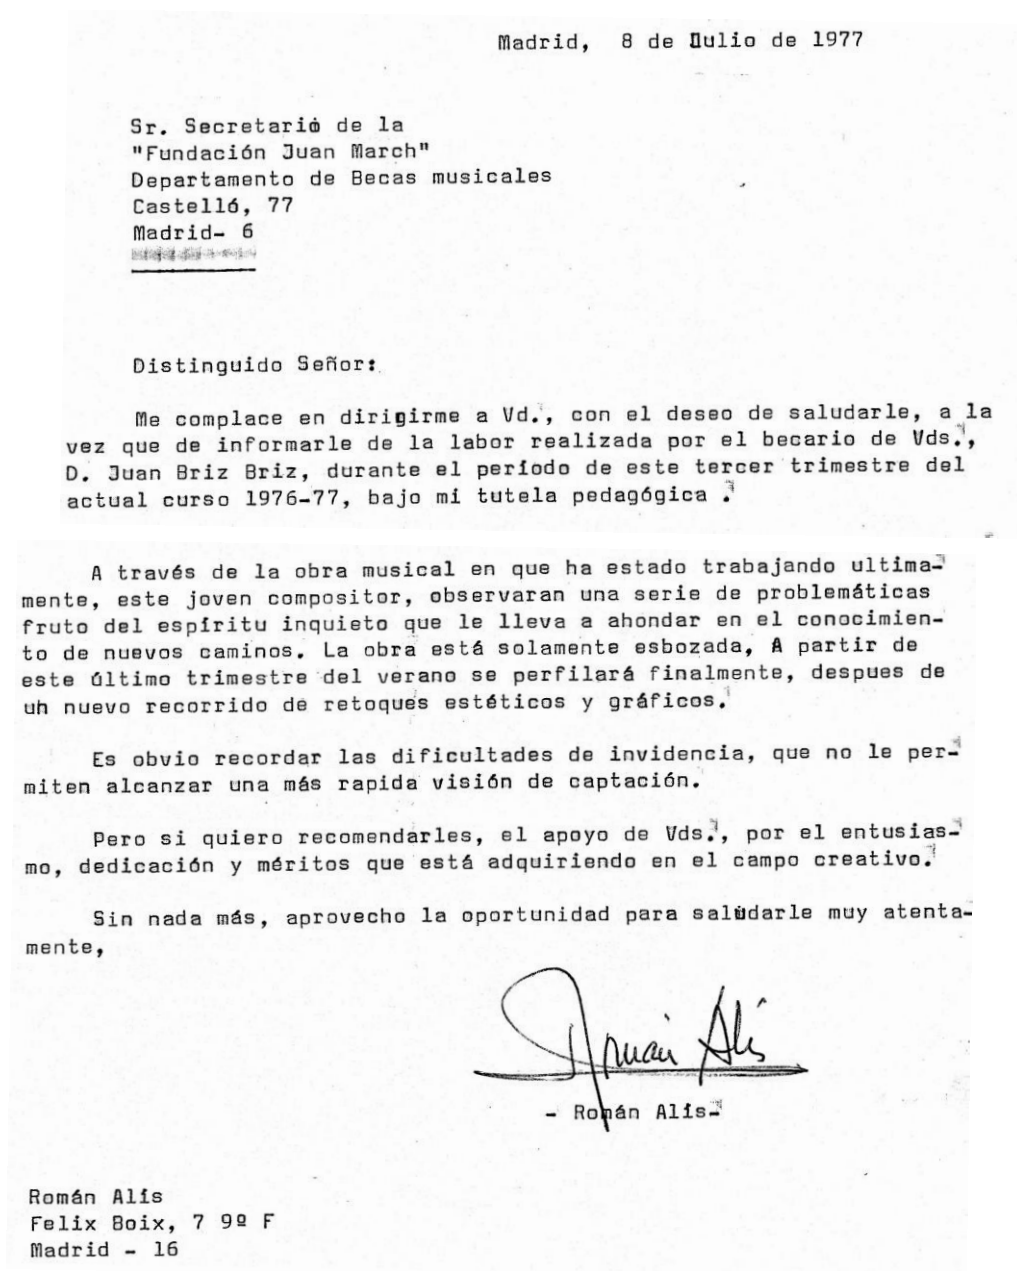 Madrid, 8 de Julio de 1977
Sr. Secretario de la
"Fundación Juan March"
Departamento de Becas musicales
Castelló, 77
Madrid- 6
Distinguido Señor:
Me complace en dirigirme a Vd., con el deseo de saludarle, a la
vez que de informarle de la labor realizada por el becario de Vds.,
D. Juan Briz Briz, durante el período de este tercer trimestre del
actual curso 1976-77, bajo mi tutela pedagógica .
A través de la obra musical en que ha estado trabajando ultima-
mente, este joven compositor, observaran una serie de problemáticas
fruto del espíritu inquieto que le lleva a ahondar en el conocimien-
to de nuevos caminos. La obra está solamente esbozada, A partir de
este último trimestre del verano se perfilará finalmente, despues de
uh nuevo recorrido de retoques estéticos y gráficos.
Es obvio recordar las dificultades de invidencia, que no le per-
miten alcanzar una más rapida visión de captación.
Pero si quiero recomendarles, el apoyo de Vds., por el entusias-
mo, dedicación y méritos que está adquiriendo en el campo creativo.
Sin nada más, aprovecho la oportunidad para saludarle muy atenta-
mente,
Román Alís
- Román Alís-
Román Alís
Felix Boix, 7 9º F
Madrid - 16